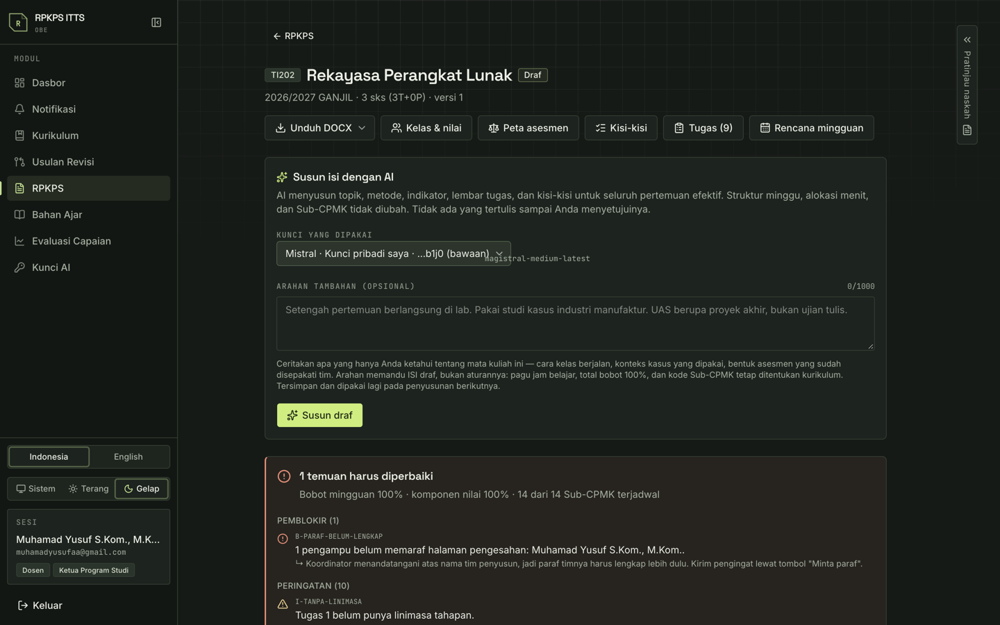 R
RPKPS ITTS
OBE
MODUL
Dasbor
Notifikasi
Kurikulum
Usulan Revisi
RPKPS
Bahan Ajar
Evaluasi Capaian
Kunci AI
Indonesia
English
Sistem
Terang
Gelap
SESI
Muhamad Yusuf S.Kom., M.K...
muhamadyusufaa@gmail.com
Dosen
Ketua Program Studi
Keluar
RPKPS
TI202
Rekayasa Perangkat Lunak
Draf
2026/2027 GANJIL · 3 sks (3T+0P) · versi 1
Unduh DOCX
Kelas & nilai
Peta asesmen
Kisi-kisi
Tugas (9)
Rencana mingguan
Susun isi dengan AI
AI menyusun topik, metode, indikator, lembar tugas, dan kisi-kisi untuk seluruh pertemuan efektif. Struktur minggu, alokasi menit,
dan Sub-CPMK tidak diubah. Tidak ada yang tertulis sampai Anda menyetujuinya.
KUNCI YANG DIPAKAI
Mistral · Kunci pribadi saya · …b1j0 (bawaan)
magistral-medium-latest
ARAHAN TAMBAHAN (OPSIONAL)
0/1000
Setengah pertemuan berlangsung di lab. Pakai studi kasus industri manufaktur. UAS berupa proyek akhir, bukan ujian tulis.
Ceritakan apa yang hanya Anda ketahui tentang mata kuliah ini — cara kelas berjalan, konteks kasus yang dipakai, bentuk asesmen yang sudah
disepakati tim. Arahan memandu ISI draf, bukan aturannya: pagu jam belajar, total bobot 100%, dan kode Sub-CPMK tetap ditentukan kurikulum.
Tersimpan dan dipakai lagi pada penyusunan berikutnya.
Susun draf
1 temuan harus diperbaiki
Bobot mingguan 100% · komponen nilai 100% · 14 dari 14 Sub-CPMK terjadwal
PEMBLOKIR (1)
B-PARAF-BELUM-LENGKAP
1 pengampu belum memaraf halaman pengesahan: Muhamad Yusuf S.Kom., M.Kom..
↳ Koordinator menandatangani atas nama tim penyusun, jadi paraf timnya harus lengkap lebih dulu. Kirim pengingat lewat tombol "Minta paraf".
PERINGATAN (10)
I-TANPA-LINIMASA
Tugas 1 belum punya linimasa tahapan.
Pratinjau naskah